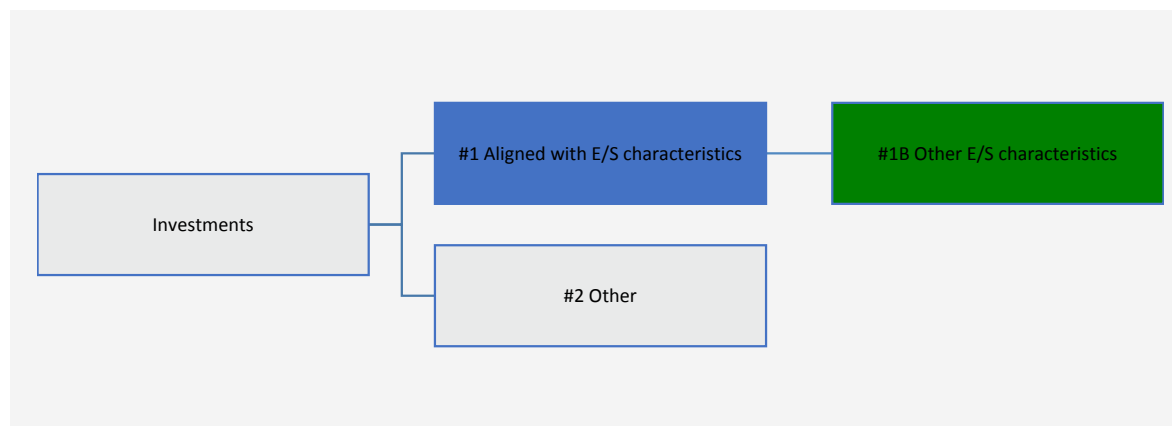 #1 Aligned with E/S characteristics
#1B Other E/S characteristics
Investments
#2 Other